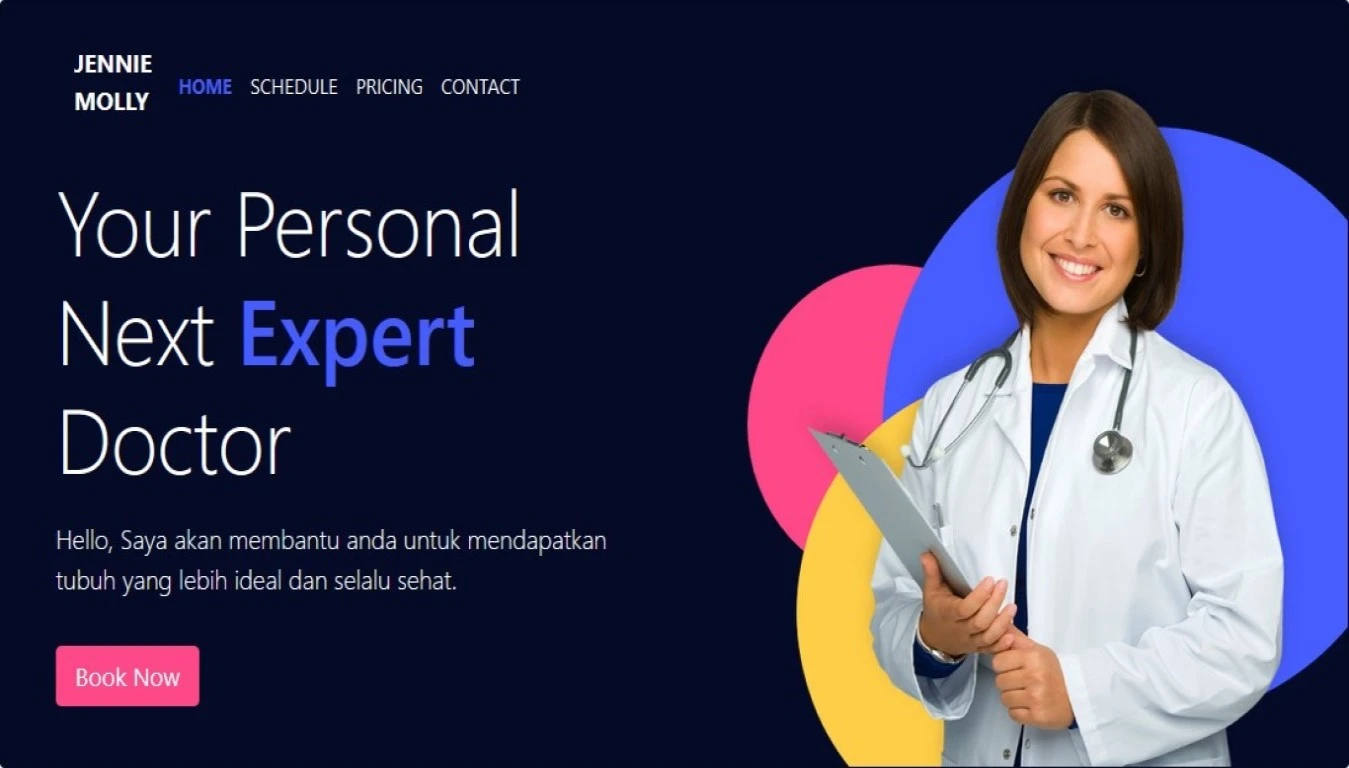 JENNIE
MOLLY
HOME SCHEDULE PRICING CONTACT
Your Personal
Next Expert
Doctor
Hello, Saya akan membantu anda untuk mendapatkan
tubuh yang lebih ideal dan selalu sehat.
Book Now